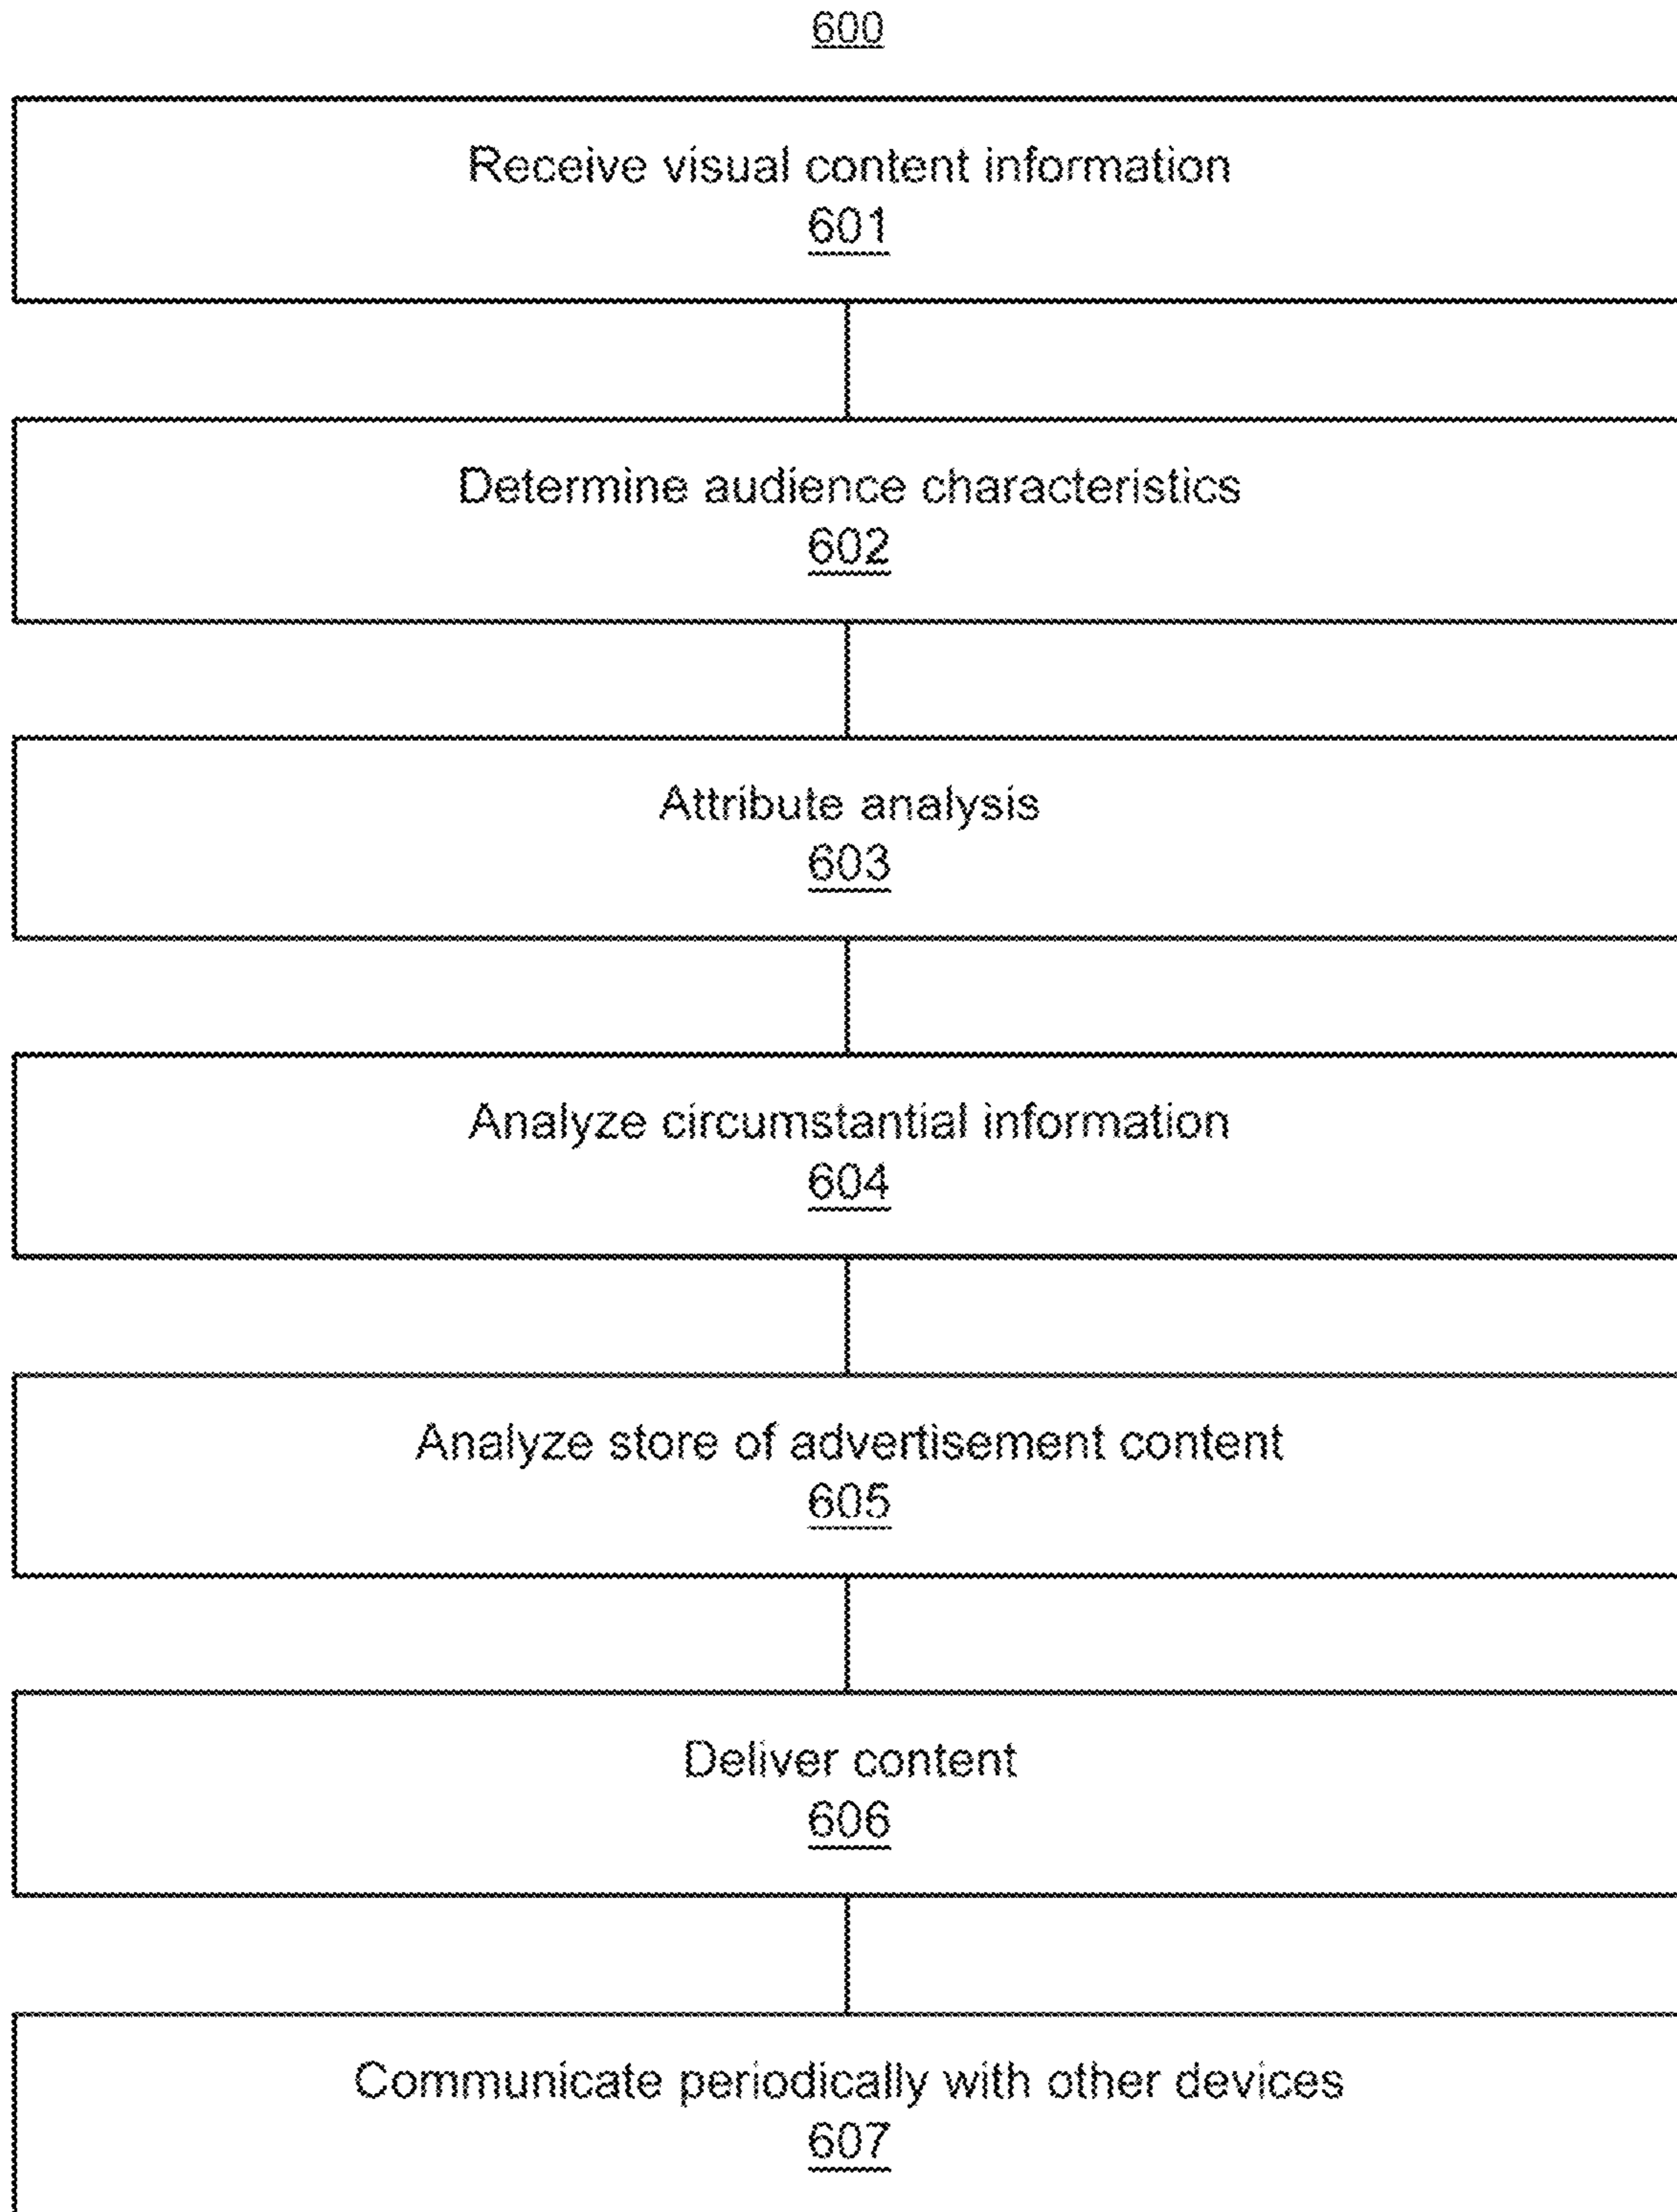 600
Receive visual content information
601
Determine audience characteristics
602
Attribute analysis
603
Analyze circumstantial information
604
Analyze store of advertisement content
605
Deliver content
606
Communicate periodically with other devices
607